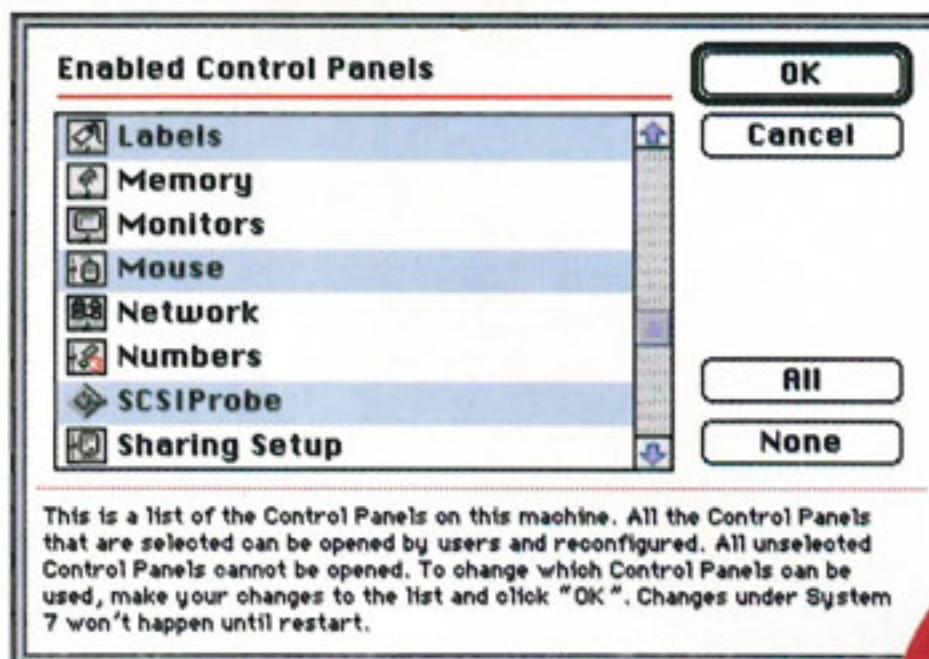 Enabled Control Panels
OK
Cancel
Labels
Memory
Monitors
Mouse
Network
Numbers
SCSIProbe
Sharing Setup
All
None
This is a list of the Control Panels on this machine. All the Control Panels
that are selected can be opened by users and reconfigured. All unselected
Control Panels cannot be opened. To change which Control Panels can be
used, make your changes to the list and click “OK”. Changes under System
7 won't happen until restart.